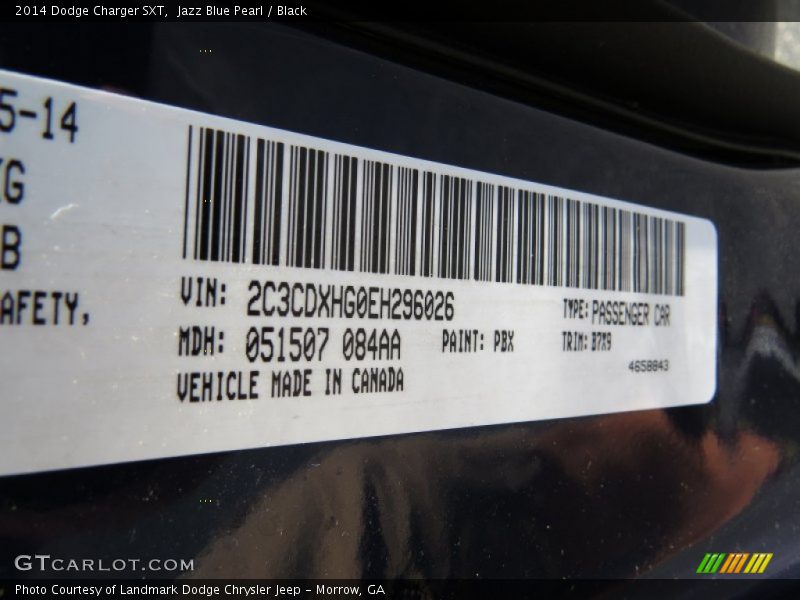 2014 Dodge Charger SXT, Jazz Blue Pearl / Black
5-14
G
B
AFETY,
VIN: 2C3CDXHG0EH296026 TYPE: PASSENGER CAR
MDH: 051507 084AA PAINT: PBX TRIM: B7X9
VEHICLE MADE IN CANADA 4658843
GTCARLOT.COM
Photo Courtesy of Landmark Dodge Chrysler Jeep - Morrow, GA